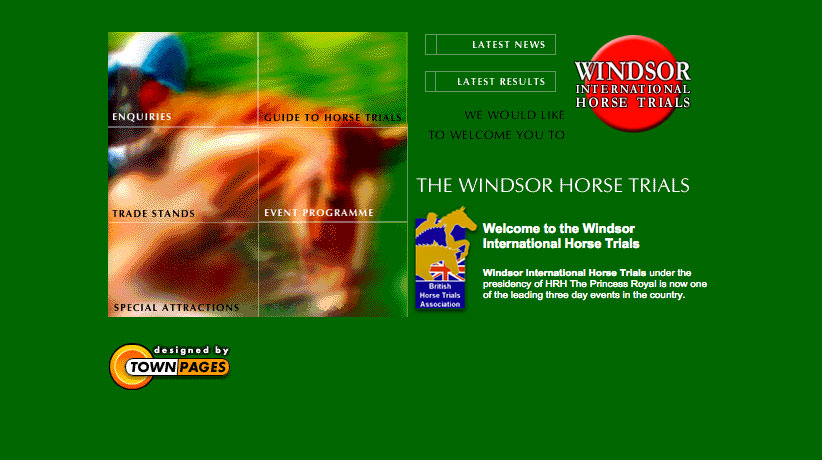 ENQUIRIES
GUIDE TO HORSE TRIALS
TRADE STANDS
EVENT PROGRAMME
SPECIAL ATTRACTIONS
LATEST NEWS
LATEST RESULTS
WINDSOR
INTERNATIONAL
HORSE TRIALS
WE WOULD LIKE
TO WELCOME YOU TO
THE WINDSOR HORSE TRIALS
British
Horse Trials
Association
Welcome to the Windsor
International Horse Trials
Windsor International Horse Trials under the
presidency of HRH The Princess Royal is now one
of the leading three day events in the country.
designed by
TOWNPAGES